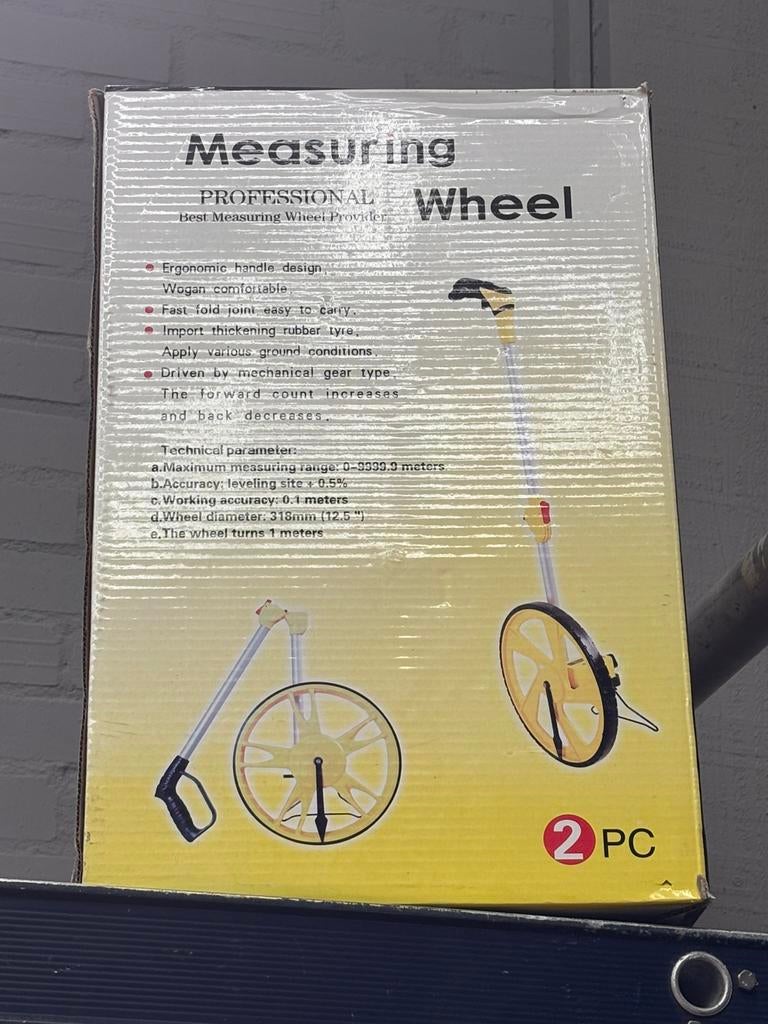 Measuring
PROFESSIONAL
Wheel
Best Measuring Wheel Provider
Ergonomic handle design.
Wogan comfortable.
Fast fold joint easy to carry.
Import thickening rubber tyre.
Apply various ground conditions.
Driven by mechanical gear type.
The forward count increases
and back decreases.
Technical parameter:
a.Maximum measuring range: 0-9999.9 meters
b.Accuracy: leveling site + 0.5%
c.Working accuracy: 0.1 meters
d.Wheel diameter: 318mm (12.5 ")
e.The wheel turns 1 meters
2 PC